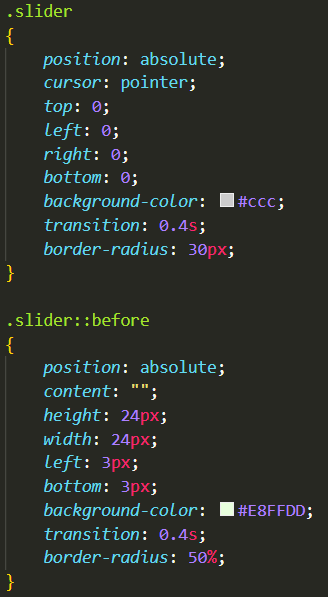 .slider
{
position: absolute;
cursor: pointer;
top: 0;
left: 0;
right: 0;
bottom: 0;
background-color: #ccc;
transition: 0.4s;
border-radius: 30px;
}
.slider::before
{
position: absolute;
content: "";
height: 24px;
width: 24px;
left: 3px;
bottom: 3px;
background-color: #E8FFDD;
transition: 0.4s;
border-radius: 50%;
}